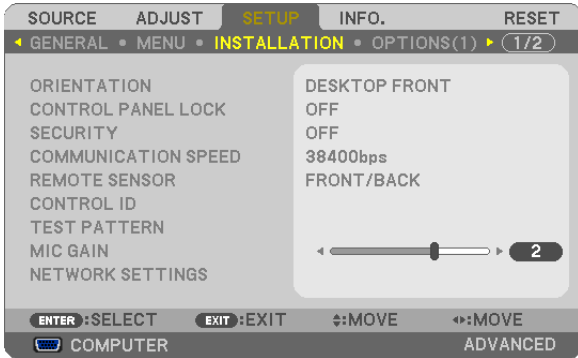 SOURCE ADJUST SETUP INFO. RESET
GENERAL • MENU • INSTALLATION • OPTIONS(1) 1/2
ORIENTATION DESKTOP FRONT
CONTROL PANEL LOCK OFF
SECURITY OFF
COMMUNICATION SPEED 38400bps
REMOTE SENSOR FRONT/BACK
CONTROL ID
TEST PATTERN
MIC GAIN 2
NETWORK SETTINGS
ENTER :SELECT EXIT :EXIT :MOVE :MOVE
COMPUTER ADVANCED